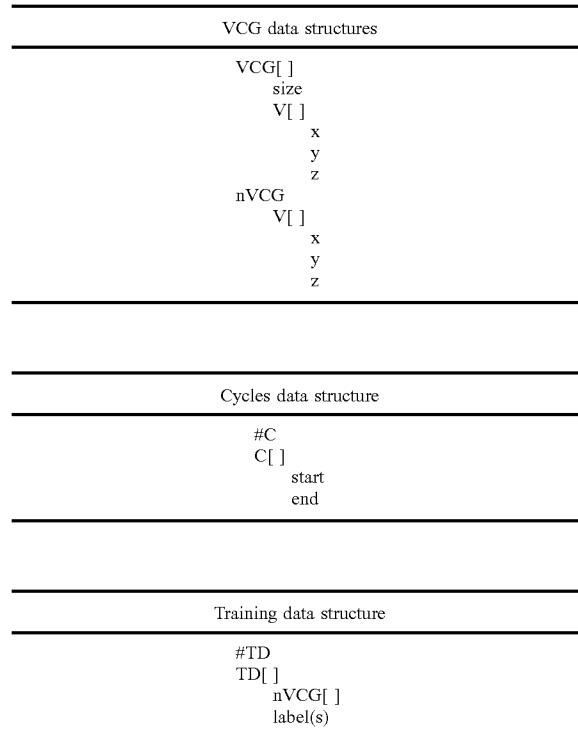 VCG data structures
VCG[ ]
size
V[ ]
x
y
z
nVCG
V[ ]
x
y
z
Cycles data structure
#C
C[ ]
start
end
Training data structure
#TD
TD[ ]
nVCG[ ]
label(s)